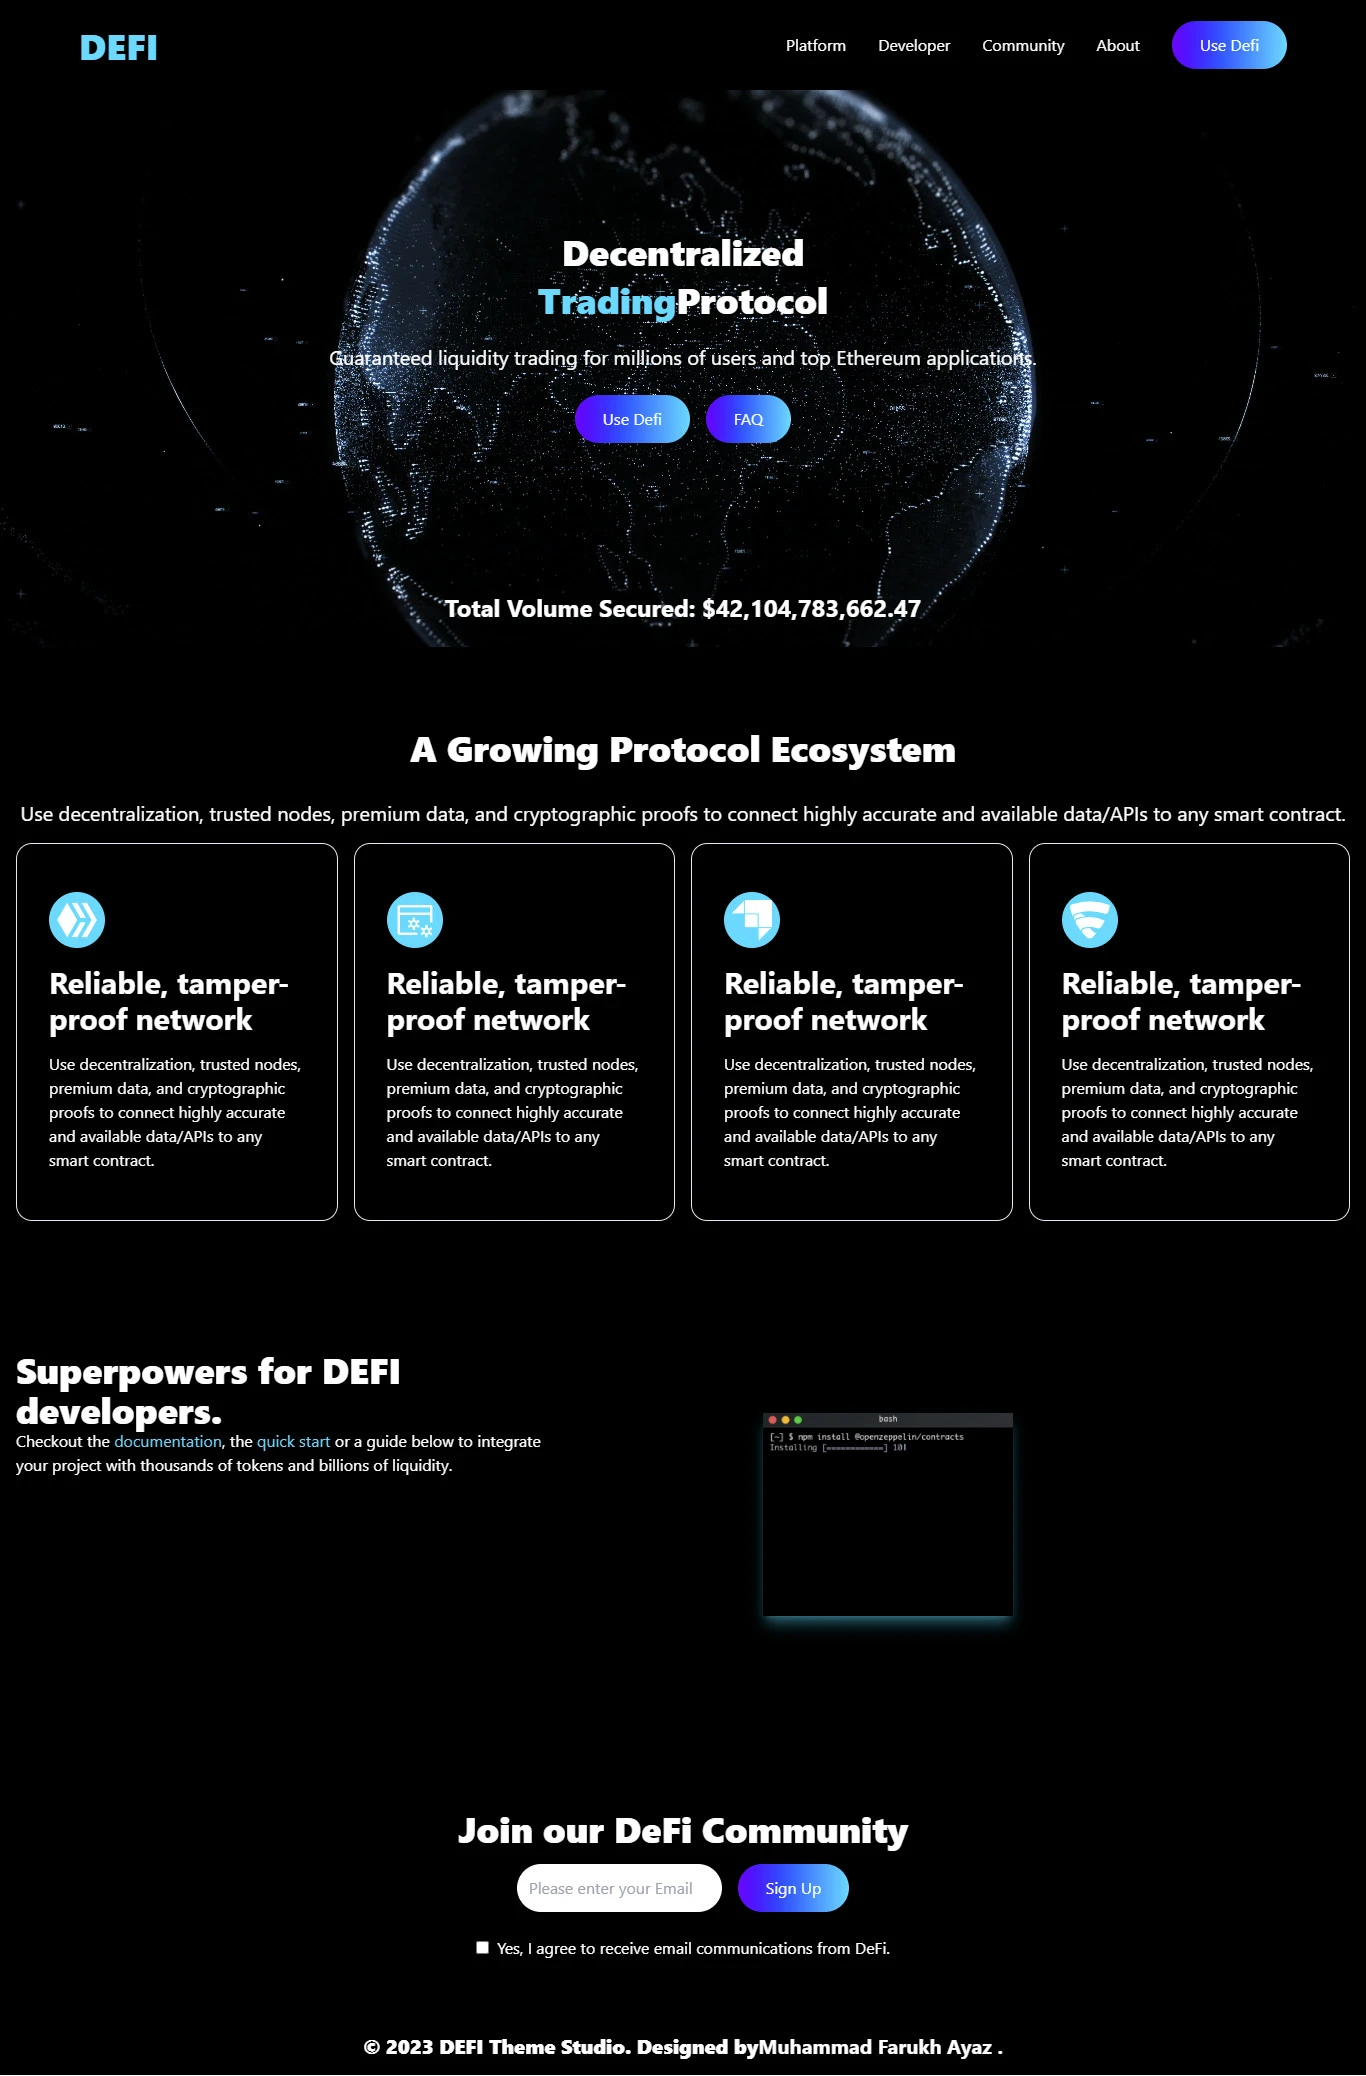 DEFI
Platform
Developer
Community
About
Use Defi
Decentralized
TradingProtocol
Guaranteed liquidity trading for millions of users and top Ethereum applications.
Use Defi
FAQ
Total Volume Secured: $42,104,783,662.47
A Growing Protocol Ecosystem
Use decentralization, trusted nodes, premium data, and cryptographic proofs to connect highly accurate and available data/APIs to any smart contract.
Reliable, tamper-
proof network
Use decentralization, trusted nodes,
premium data, and cryptographic
proofs to connect highly accurate
and available data/APIs to any
smart contract.
Reliable, tamper-
proof network
Use decentralization, trusted nodes,
premium data, and cryptographic
proofs to connect highly accurate
and available data/APIs to any
smart contract.
Reliable, tamper-
proof network
Use decentralization, trusted nodes,
premium data, and cryptographic
proofs to connect highly accurate
and available data/APIs to any
smart contract.
Reliable, tamper-
proof network
Use decentralization, trusted nodes,
premium data, and cryptographic
proofs to connect highly accurate
and available data/APIs to any
smart contract.
Superpowers for DEFI
developers.
Checkout the documentation, the quick start or a guide below to integrate
your project with thousands of tokens and billions of liquidity.
bash
[~] $ npm install @openzeppelin/contracts
Installing [============] 10
Join our DeFi Community
Please enter your Email
Sign Up
Yes, I agree to receive email communications from DeFi.
© 2023 DEFI Theme Studio. Designed byMuhammad Farukh Ayaz .